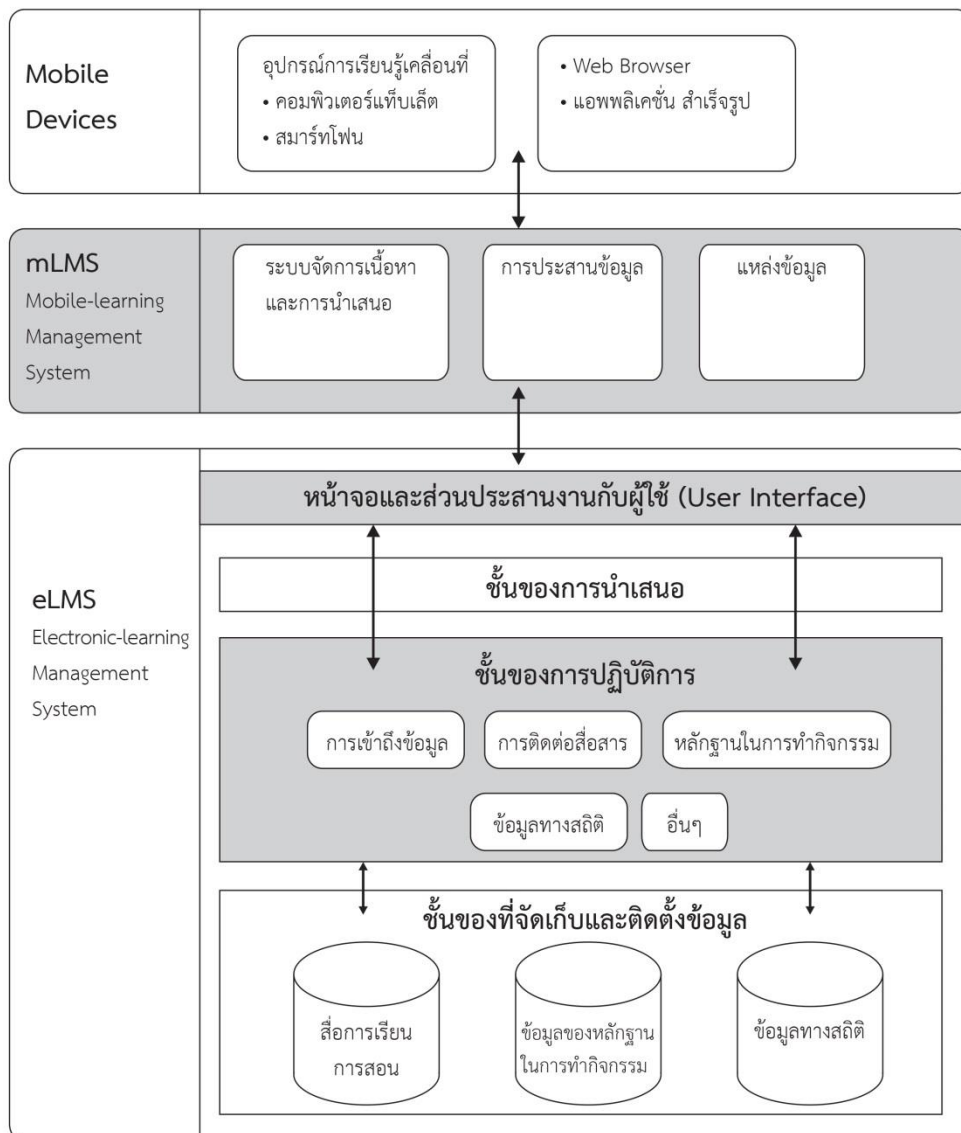 Mobile
Devices
อุปกรณ์การเรียนรู้เคลื่อนที่
• คอมพิวเตอร์แท็บเล็ต
• สมาร์ทโฟน
• Web Browser
• แอพพลิเคชั่น สำเร็จรูป
mLMS
Mobile-learning
Management
System
ระบบจัดการเนื้อหา
และการนำเสนอ
การประสานข้อมูล
แหล่งข้อมูล
eLMS
Electronic-learning
Management
System
หน้าจอและส่วนประสานงานกับผู้ใช้ (User Interface)
ชั้นของการนำเสนอ
ชั้นของการปฏิบัติการ
การเข้าถึงข้อมูล
การติดต่อสื่อสาร
หลักฐานในการทำกิจกรรม
ข้อมูลทางสถิติ
อื่นๆ
ชั้นของที่จัดเก็บและติดตั้งข้อมูล
สื่อการเรียน
การสอน
ข้อมูลของหลักฐาน
ในการทำกิจกรรม
ข้อมูลทางสถิติ